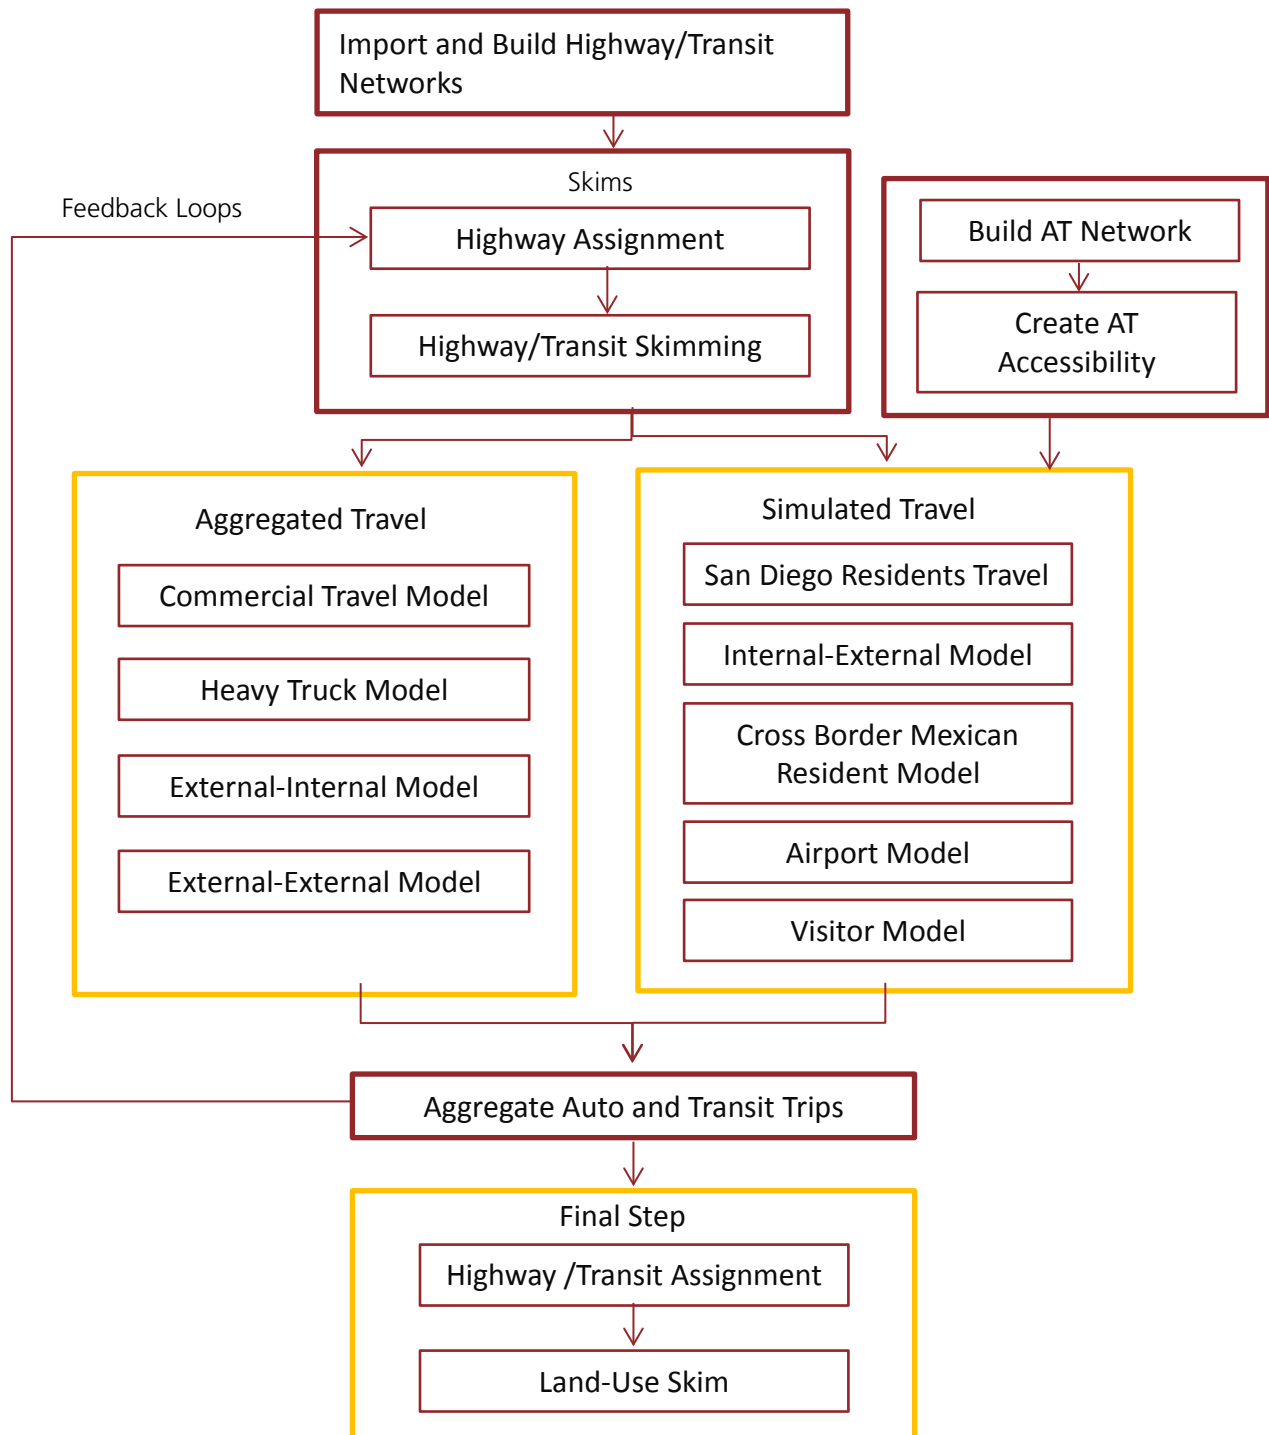 Import and Build Highway/Transit
Networks
Skims
Feedback Loops
Highway Assignment
Highway/Transit Skimming
Build AT Network
Create AT
Accessibility
Aggregated Travel
Commercial Travel Model
Heavy Truck Model
External-Internal Model
External-External Model
Simulated Travel
San Diego Residents Travel
Internal-External Model
Cross Border Mexican
Resident Model
Airport Model
Visitor Model
Aggregate Auto and Transit Trips
Final Step
Highway /Transit Assignment
Land-Use Skim